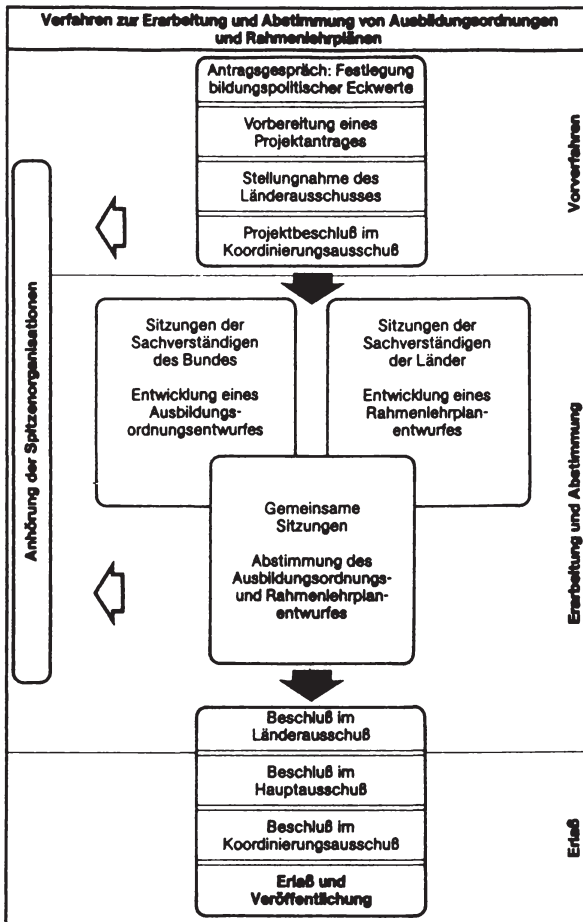 Verfahren zur Erarbeitung und Abstimmung von Ausbildungsordnungen
und Rahmenlehrplänen
Antragsgespräch: Festlegung
bildungspolitischer Eckwerte
Vorbereitung eines
Projektantrages
Stellungnahme des
Länderausschusses
Projektbeschluß im
Koordinierungsausschuß
Vorverfahren
Anhörung der Spitzenorganisationen
Sitzungen der
Sachverständigen
des Bundes
Entwicklung eines
Ausbildungs-
ordnungsentwurfes
Sitzungen der
Sachverständigen
der Länder
Entwicklung eines
Rahmenlehrplan-
entwurfes
Gemeinsame
Sitzungen
Abstimmung des
Ausbildungsordnungs-
und Rahmenlehrplan-
entwurfes
Erarbeitung und Abstimmung
Beschluß im
Länderausschuß
Beschluß im
Hauptausschuß
Beschluß im
Koordinierungsausschuß
Erlaß und
Veröffentlichung
Erlaß